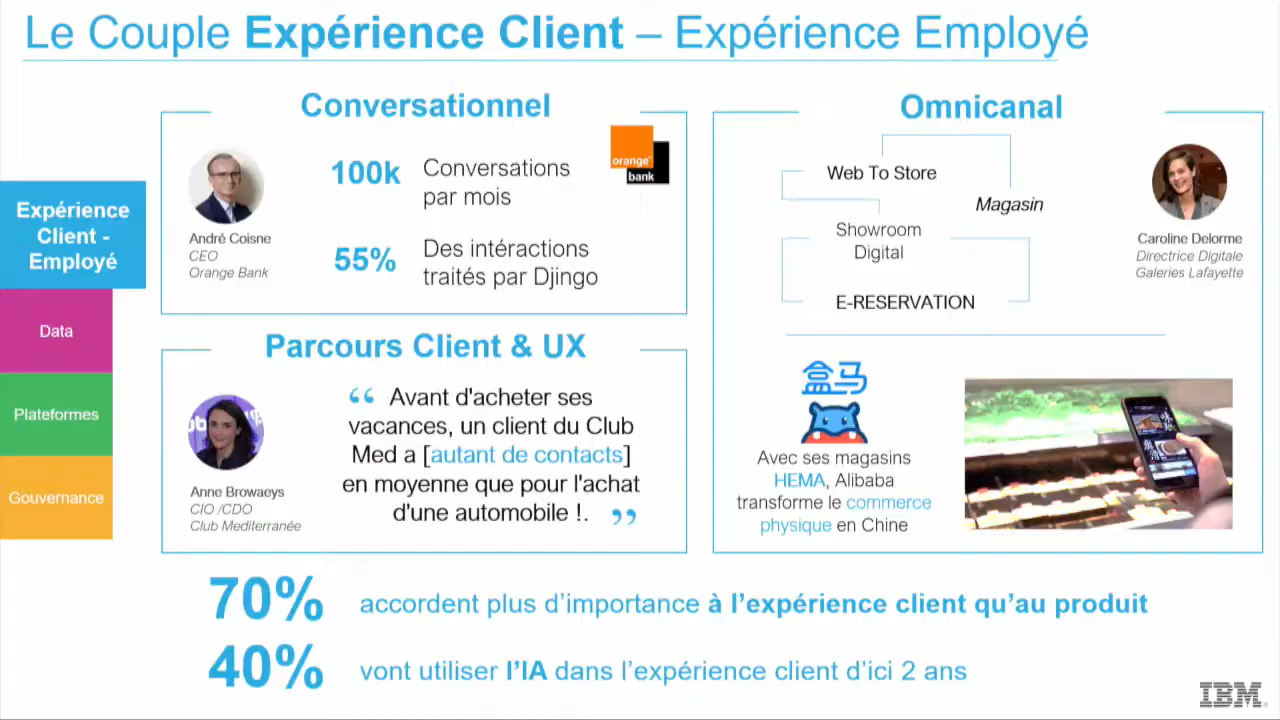 Le Couple Expérience Client – Expérience Employé
Expérience
Client -
Employé
Data
Plateformes
Gouvernance
Conversationnel
André Coisne
CEO
Orange Bank
100k
Conversations
par mois
55%
Des intéractions
traités par Djingo
orange
bank
Parcours Client & UX
Anne Browaeys
CIO /CDO
Club Mediterranée
“ Avant d'acheter ses
vacances, un client du Club
Med a [autant de contacts]
en moyenne que pour l'achat
d'une automobile !. ”
Omnicanal
Web To Store
Magasin
Showroom
Digital
E-RESERVATION
Caroline Delorme
Directrice Digitale
Galeries Lafayette
盒马
Avec ses magasins
HEMA, Alibaba
transforme le commerce
physique en Chine
70% accordent plus d’importance à l’expérience client qu’au produit
40% vont utiliser l’IA dans l’expérience client d’ici 2 ans
IBM